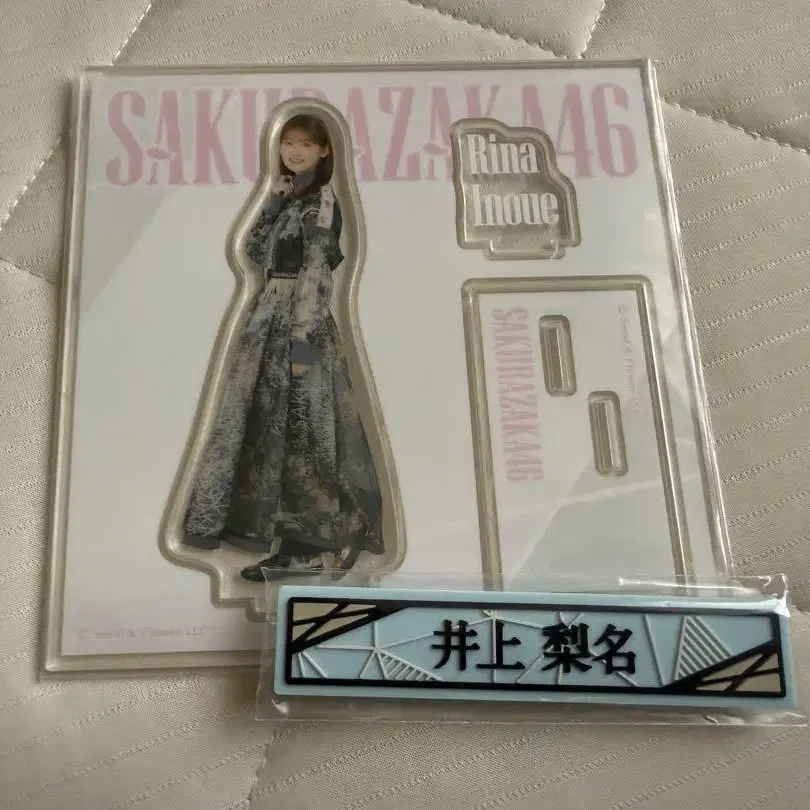 SAKURAZAKA46
Rina
Inoue
SAKURAZAKA46
© Seed & Flower LLC
© Seed & Flower LLC
井上 梨名